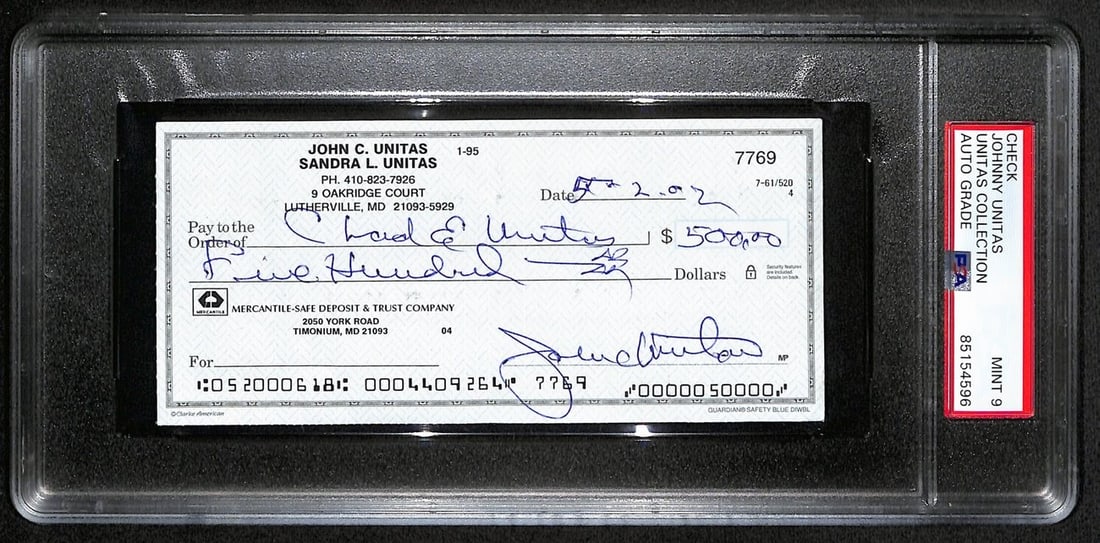 JOHN C. UNITAS 1-95
SANDRA L. UNITAS
PH. 410-823-7926
9 OAKRIDGE COURT
LUTHERVILLE, MD 21093-5929
7769
7-61/520
4
Date 5-2-02
Pay to the
Order of Chad E Unitas $ 500.00
Five Hundred Dollars
Security features
are included.
Details on back.
MERCANTILE
MERCANTILE-SAFE DEPOSIT & TRUST COMPANY
2050 YORK ROAD
TIMONIUM, MD 21093 04
For John C Unitas MP
⑆052000618⑆ 0004409264⑈ 7769 ⑈0000050000⑈
©Clarke American
GUARDIAN® SAFETY BLUE DIWBL
CHECK
JOHNNY UNITAS
UNITAS COLLECTION
AUTO GRADE MINT 9
85154596
PSA